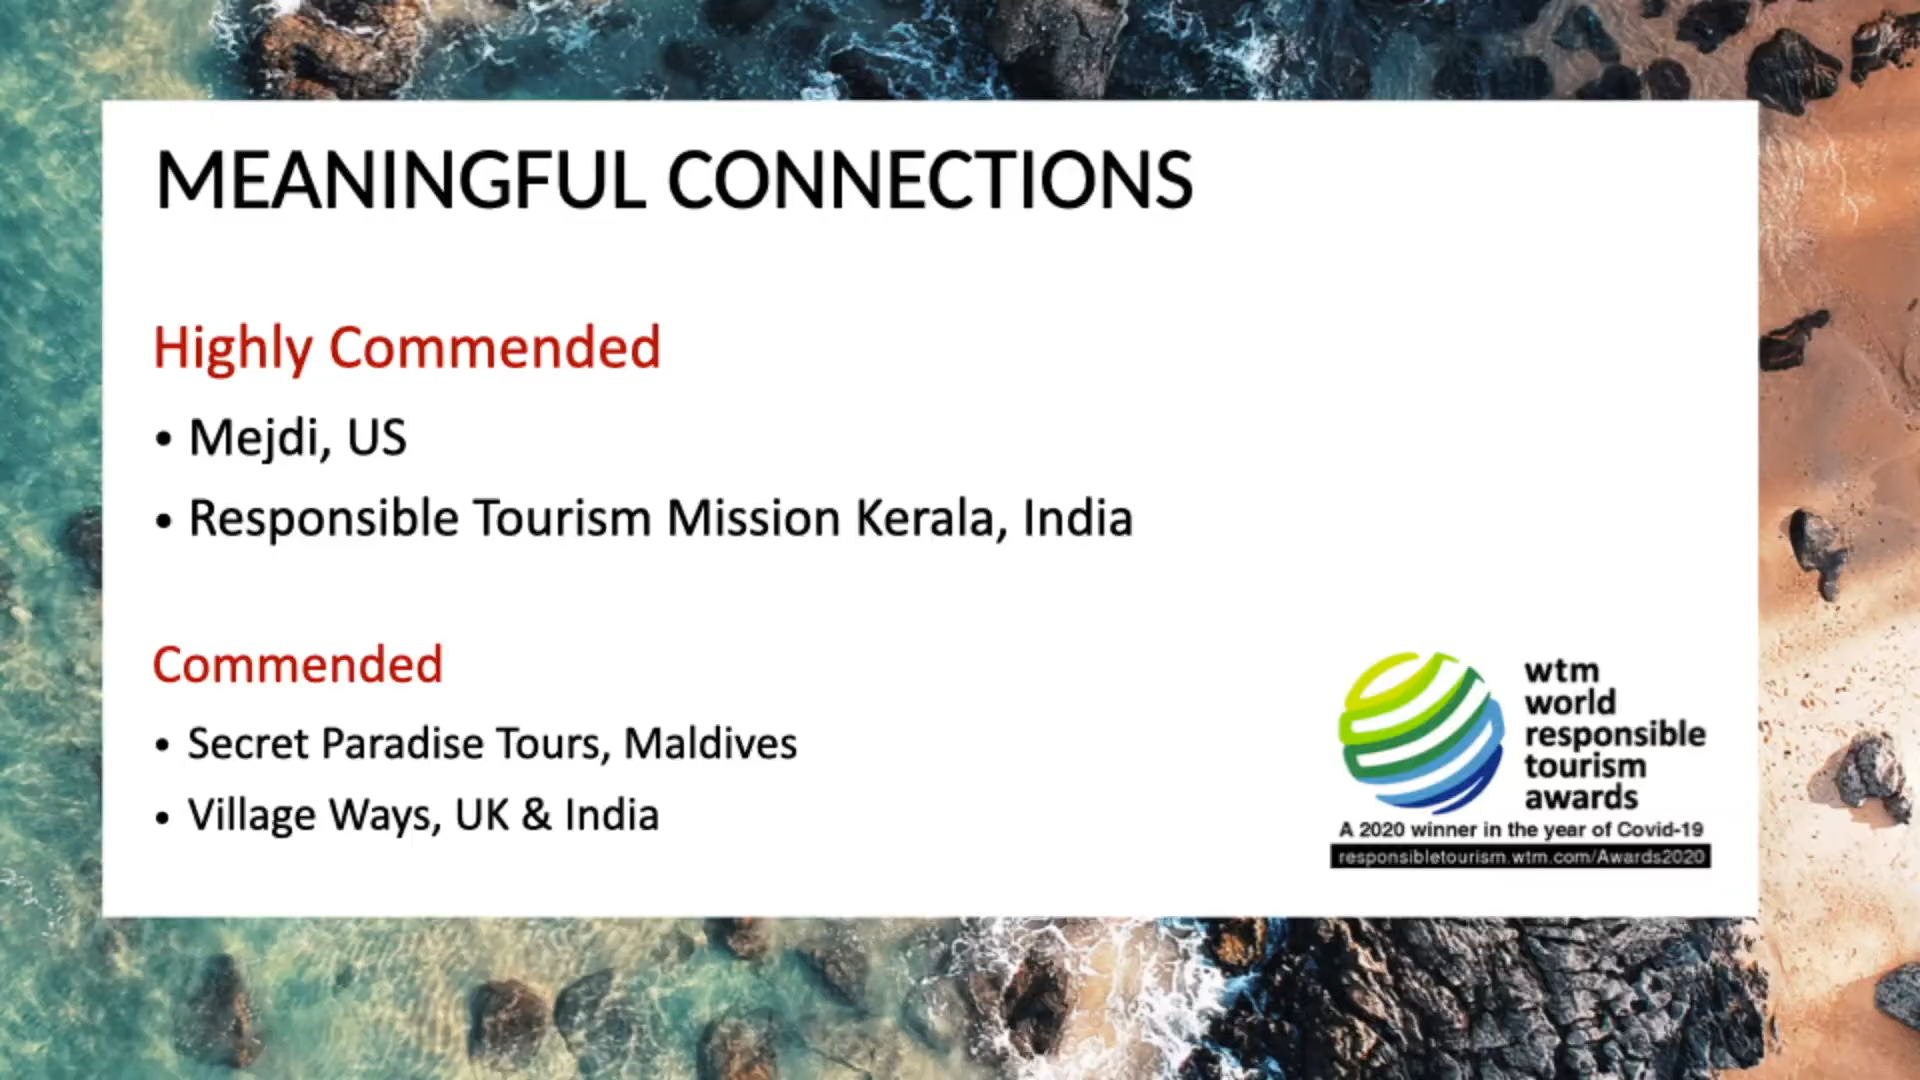 MEANINGFUL CONNECTIONS
Highly Commended
• Mejdi, US
• Responsible Tourism Mission Kerala, India
Commended
• Secret Paradise Tours, Maldives
• Village Ways, UK & India
wtm
world
responsible
tourism
awards
A 2020 winner in the year of Covid-19
responsibletourism.wtm.com/Awards2020